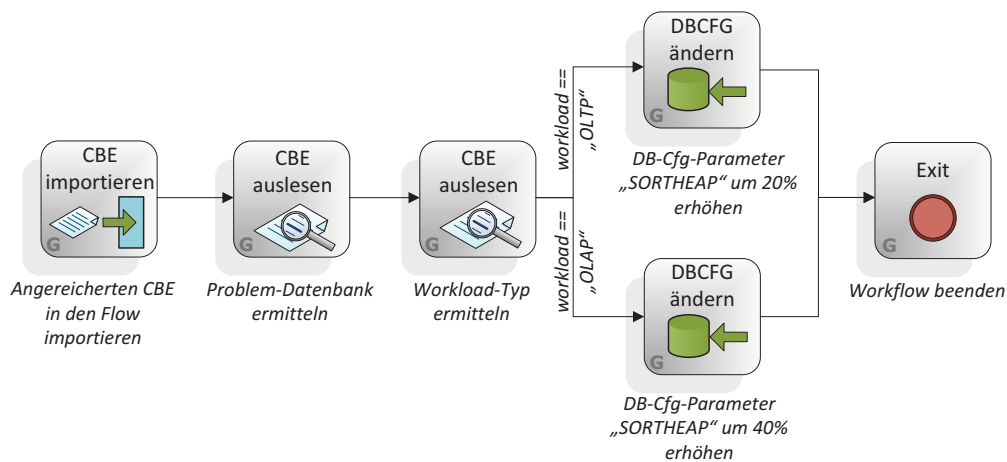 CBE
importieren
G
Angereicherten CBE
in den Flow
importieren
CBE
auslesen
G
Problem-Datenbank
ermitteln
CBE
auslesen
G
Workload-Typ
ermitteln
workload ==
„OLTP“
DBCFG
ändern
G
DB-Cfg-Parameter
„SORTHEAP“ um 20%
erhöhen
workload ==
„OLAP“
DBCFG
ändern
G
DB-Cfg-Parameter
„SORTHEAP“ um 40%
erhöhen
Exit
G
Workflow beenden